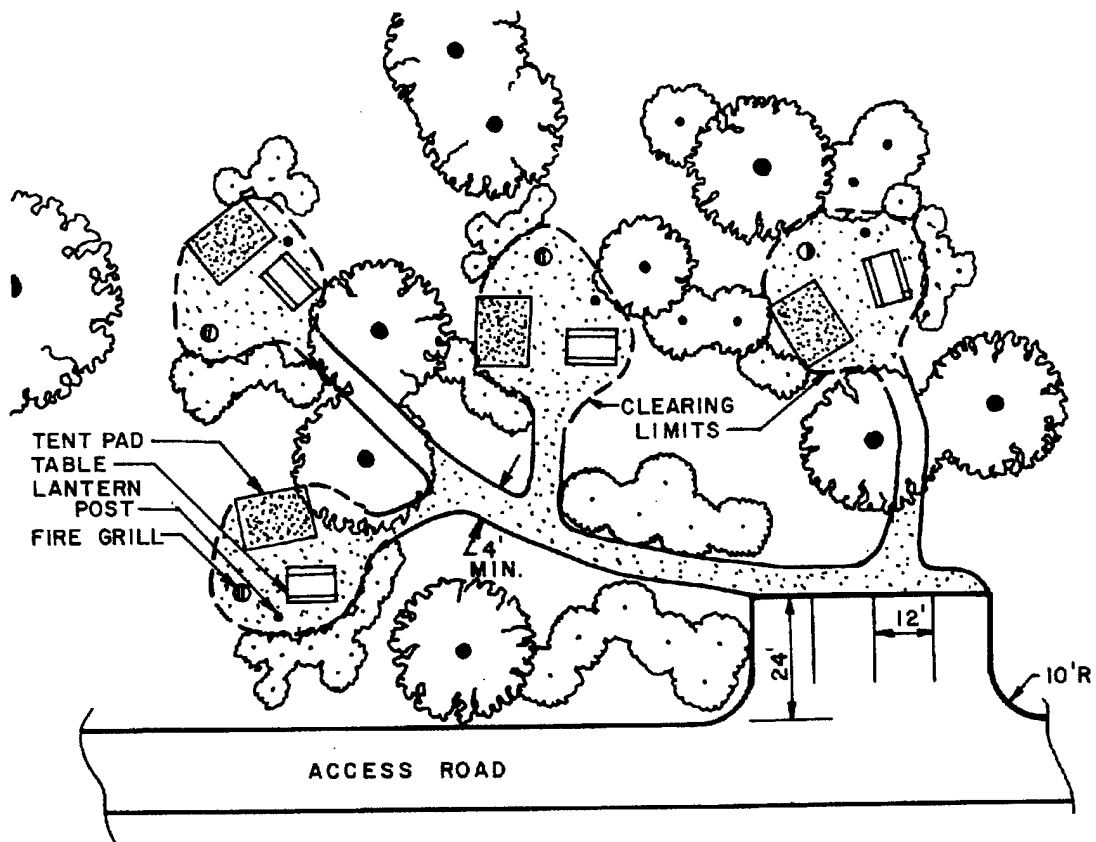 CLEARING
LIMITS
TENT PAD
TABLE
LANTERN
POST
FIRE GRILL
4'
MIN.
12'
24'
10'R
ACCESS ROAD